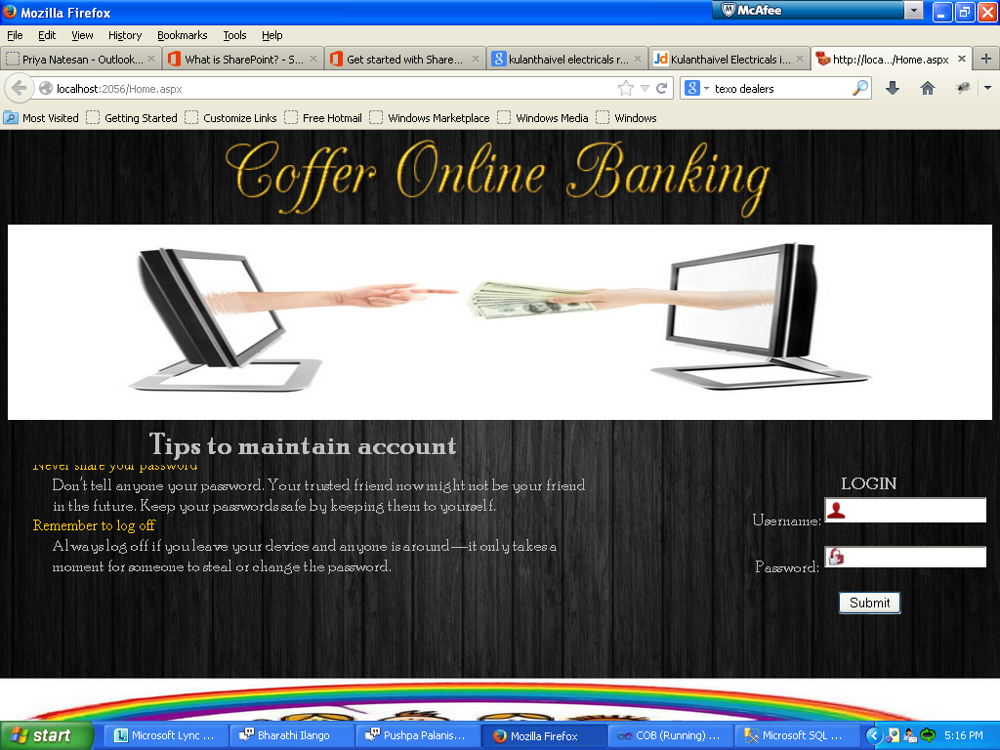 Mozilla Firefox
McAfee
File Edit View History Bookmarks Tools Help
Priya Natesan - Outlook...
What is SharePoint? - S...
Get started with Share...
kulanthaivel electricals r...
Jd Kulanthaivel Electricals i...
http://loca.../Home.aspx
localhost:2056/Home.aspx
8 texo dealers
Most Visited Getting Started Customize Links Free Hotmail Windows Marketplace Windows Media Windows
Coffer Online Banking
Tips to maintain account
Never share your password
Don't tell anyone your password. Your trusted friend now might not be your friend
in the future. Keep your passwords safe by keeping them to yourself.
Remember to log off
Always log off if you leave your device and anyone is around—it only takes a
moment for someone to steal or change the password.
LOGIN
Username:
Password:
Submit
start
Microsoft Lync ...
Bharathi Ilango
Pushpa Palanis...
Mozilla Firefox
COB (Running) ...
Microsoft SQL ...
5:16 PM